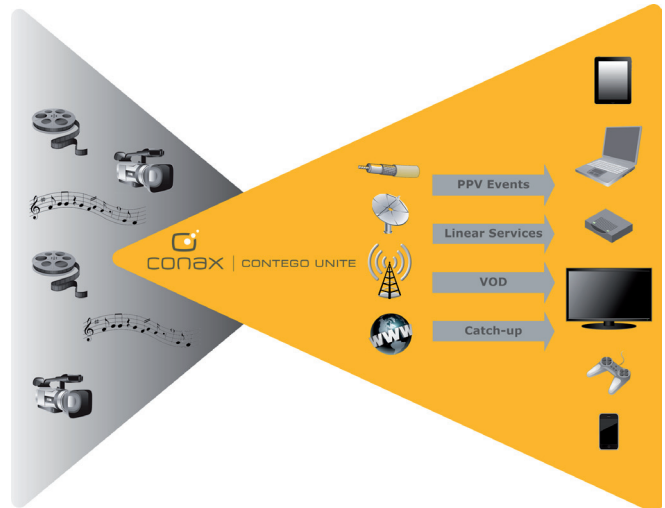 PPV Events
Linear Services
conax | CONTEGO UNITE
VOD
www
Catch-up